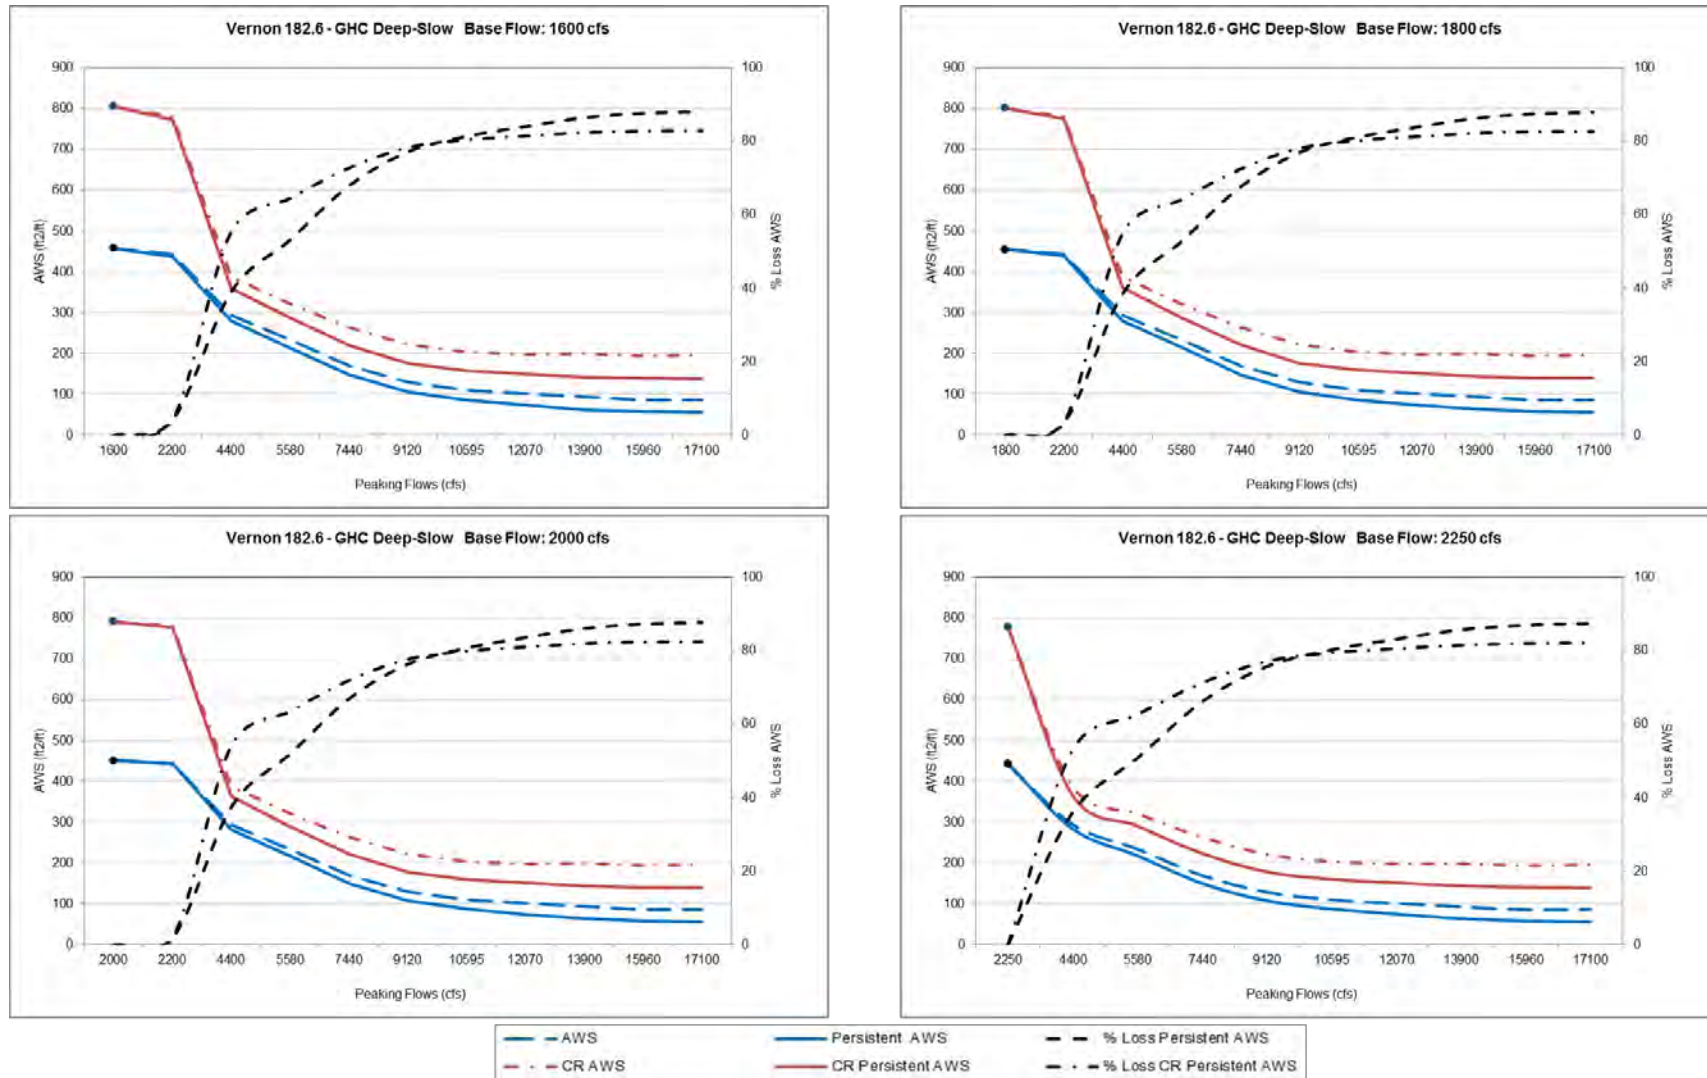 Vernon 182.6 - GHC Deep-Slow Base Flow: 1600 cfs
900
800
700
600
500
400
300
200
100
0
AWS (ft2/ft)
100
80
60
40
20
0
% Loss AWS
1600 2200 4400 5580 7440 9120 10595 12070 13900 15960 17100
Peaking Flows (cfs)
Vernon 182.6 - GHC Deep-Slow Base Flow: 1800 cfs
900
800
700
600
500
400
300
200
100
0
AWS (ft2/ft)
100
80
60
40
20
0
% Loss AWS
1800 2200 4400 5580 7440 9120 10595 12070 13900 15960 17100
Peaking Flows (cfs)
Vernon 182.6 - GHC Deep-Slow Base Flow: 2000 cfs
900
800
700
600
500
400
300
200
100
0
AWS (ft2/ft)
100
80
60
40
20
0
% Loss AWS
2000 2200 4400 5580 7440 9120 10595 12070 13900 15960 17100
Peaking Flows (cfs)
Vernon 182.6 - GHC Deep-Slow Base Flow: 2250 cfs
900
800
700
600
500
400
300
200
100
0
AWS (ft2/ft)
100
80
60
40
20
0
% Loss AWS
2250 4400 5580 7440 9120 10595 12070 13900 15960 17100
Peaking Flows (cfs)
AWS Persistent AWS % Loss Persistent AWS
CR AWS CR Persistent AWS % Loss CR Persistent AWS